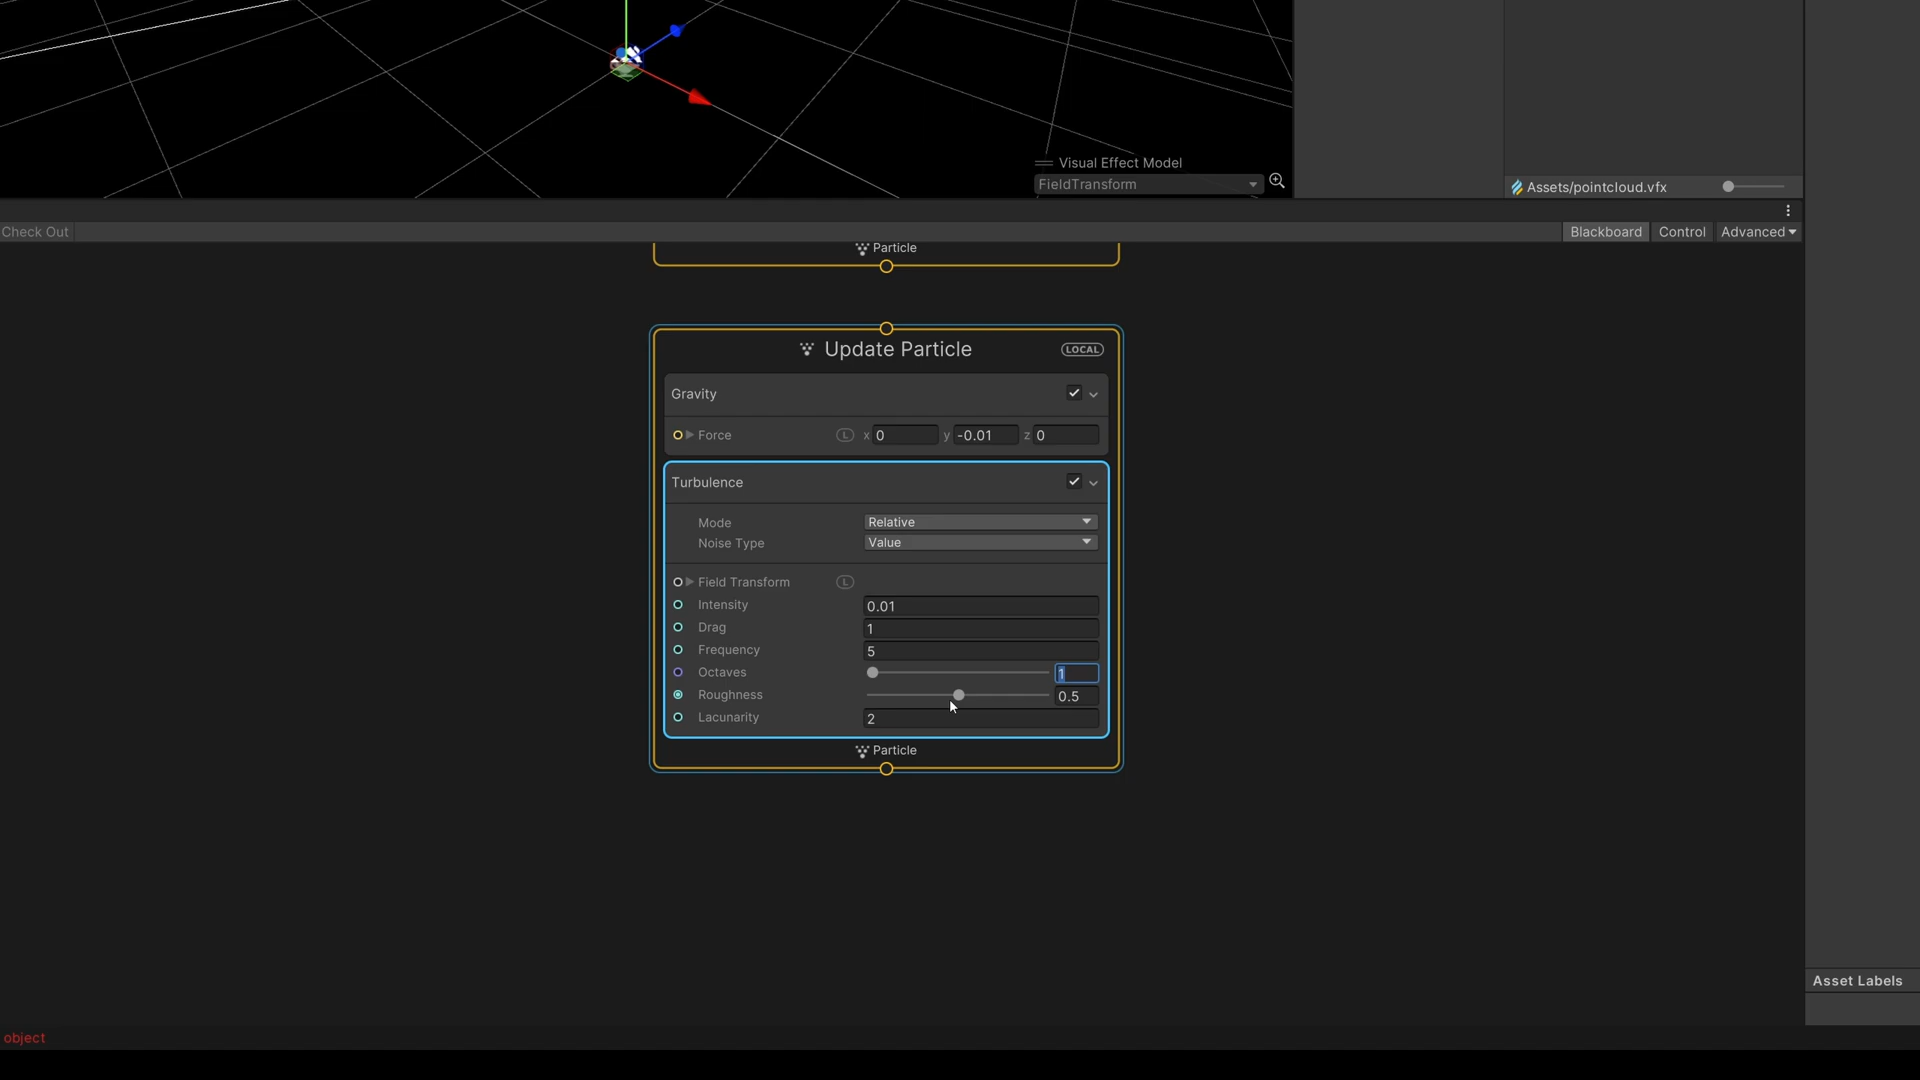 Visual Effect Model
FieldTransform
Assets/pointcloud.vfx
Check Out
Blackboard Control Advanced
Particle
Update Particle LOCAL
Gravity
Force L x 0 y -0.01 z 0
Turbulence
Mode Relative
Noise Type Value
Field Transform L
Intensity 0.01
Drag 1
Frequency 5
Octaves 1
Roughness 0.5
Lacunarity 2
Particle
Asset Labels
object